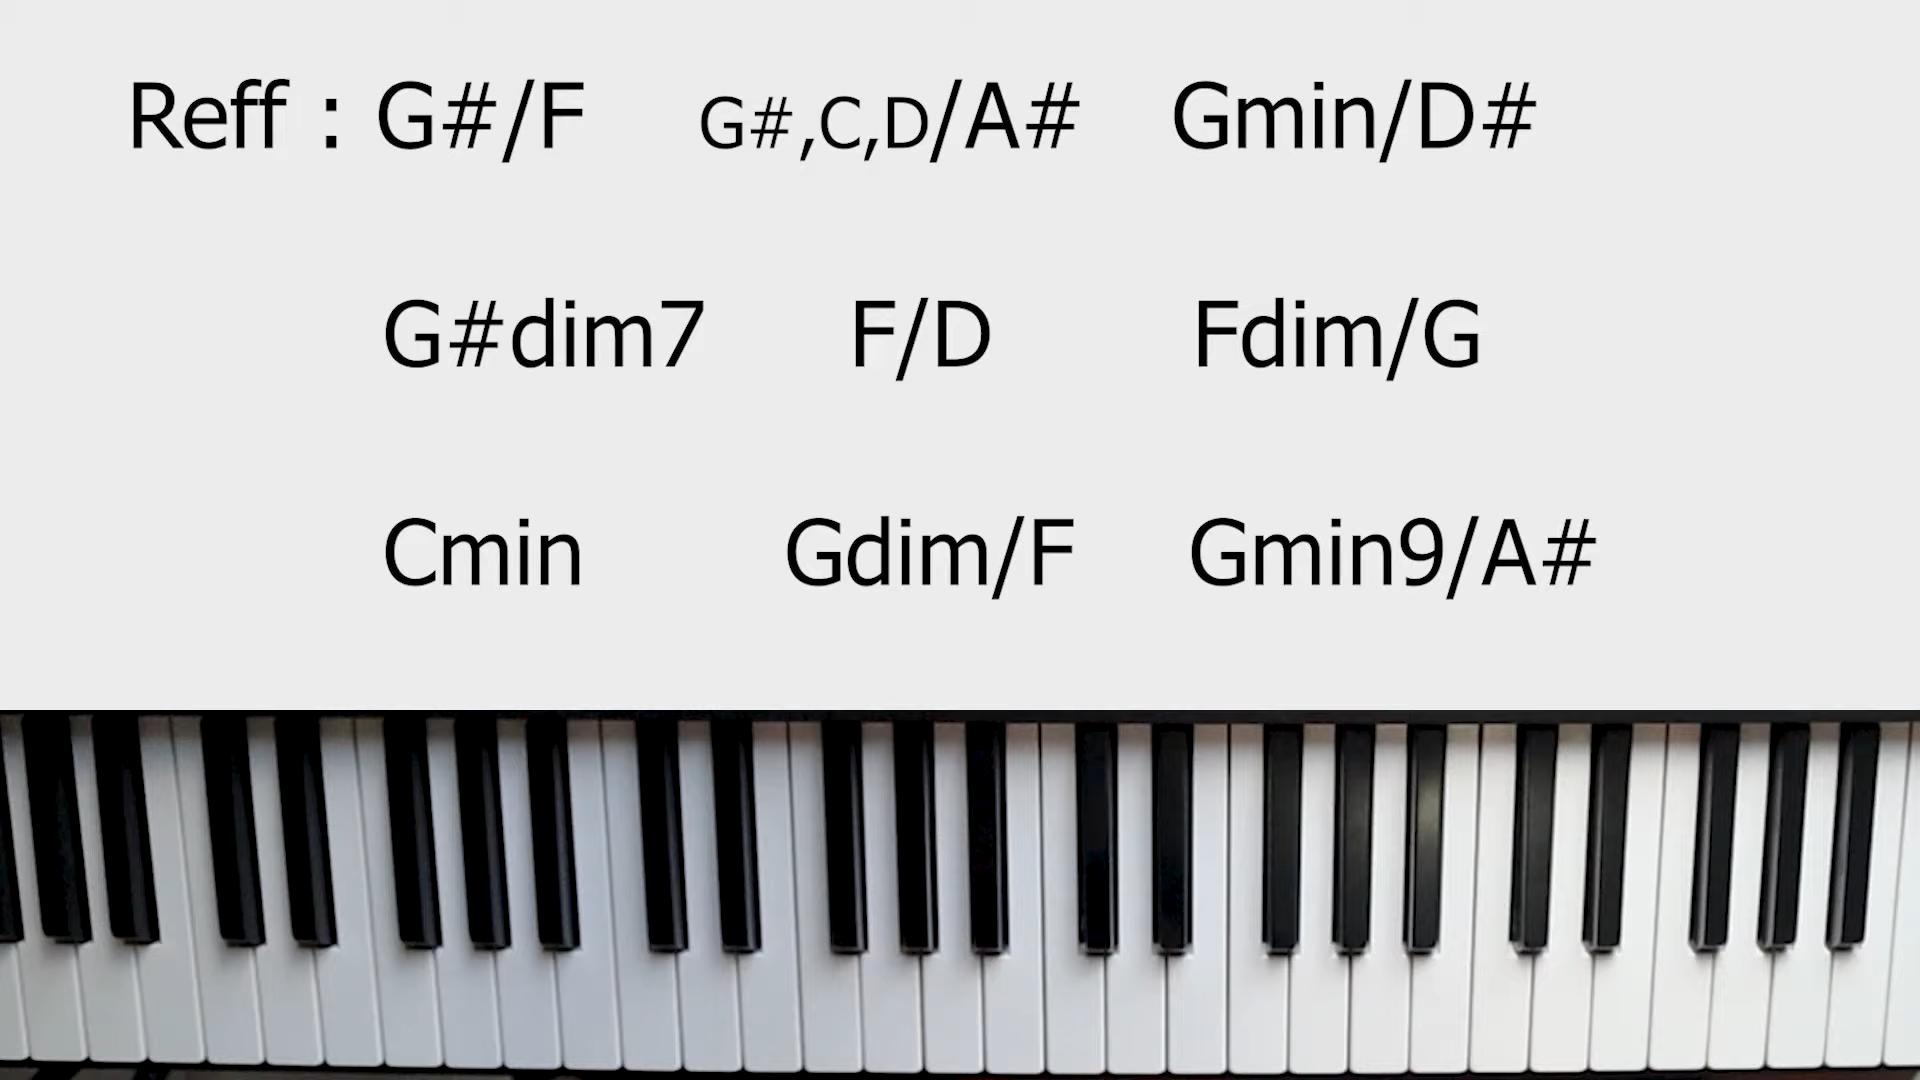 Reff : G#/F G#,C,D/A# Gmin/D#
G#dim7 F/D Fdim/G
Cmin Gdim/F Gmin9/A#